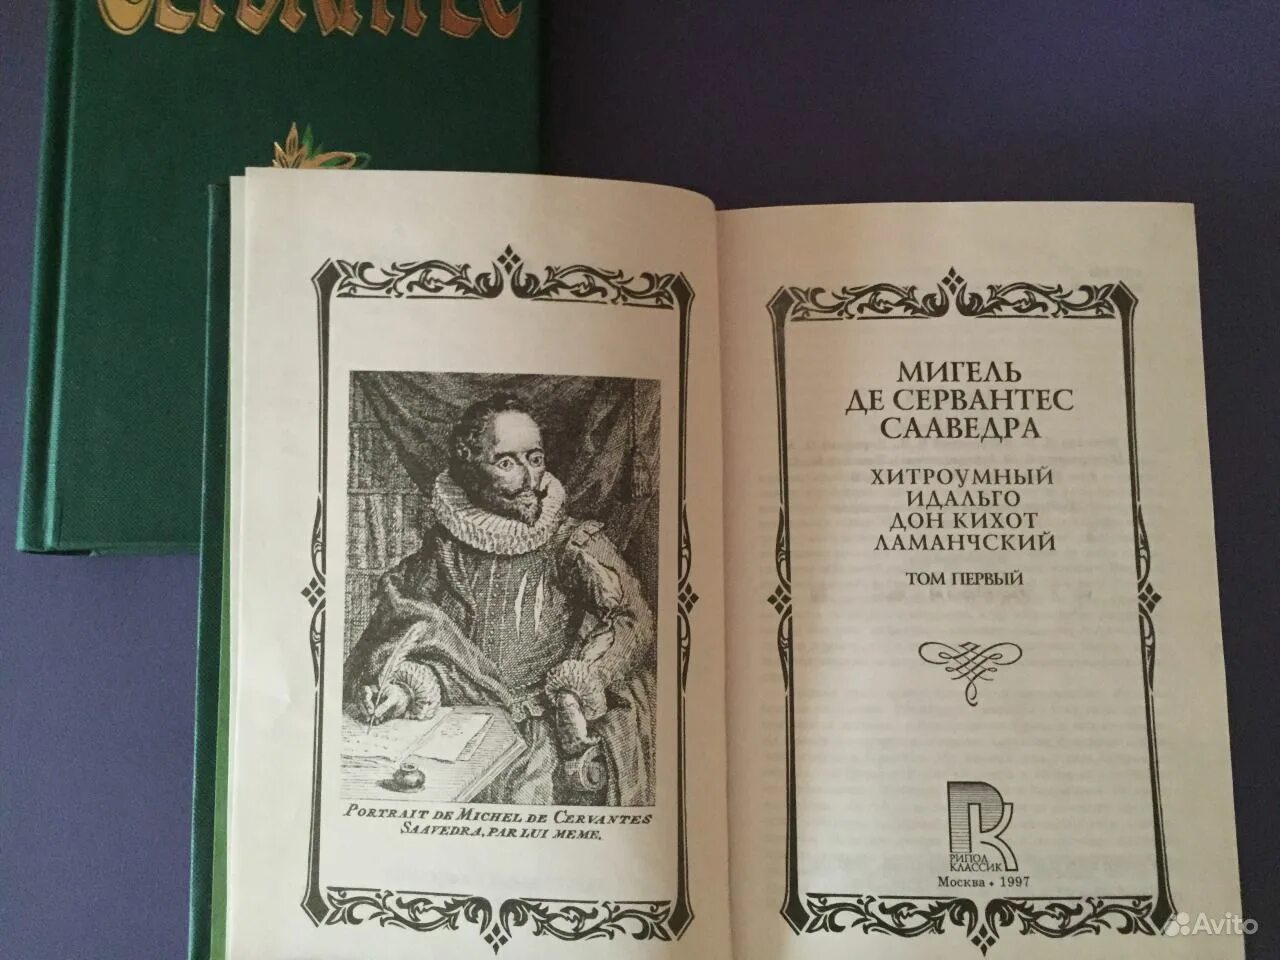 СЕРВАНТЕС
PORTRAIT DE MICHEL DE CERVANTES
SAAVEDRA, PAR LUI MEME.
МИГЕЛЬ
ДЕ СЕРВАНТЕС
СААВЕДРА
ХИТРОУМНЫЙ
ИДАЛЬГО
ДОН КИХОТ
ЛАМАНЧСКИЙ
ТОМ ПЕРВЫЙ
РИПОЛ
КЛАССИК
Москва • 1997
Avito